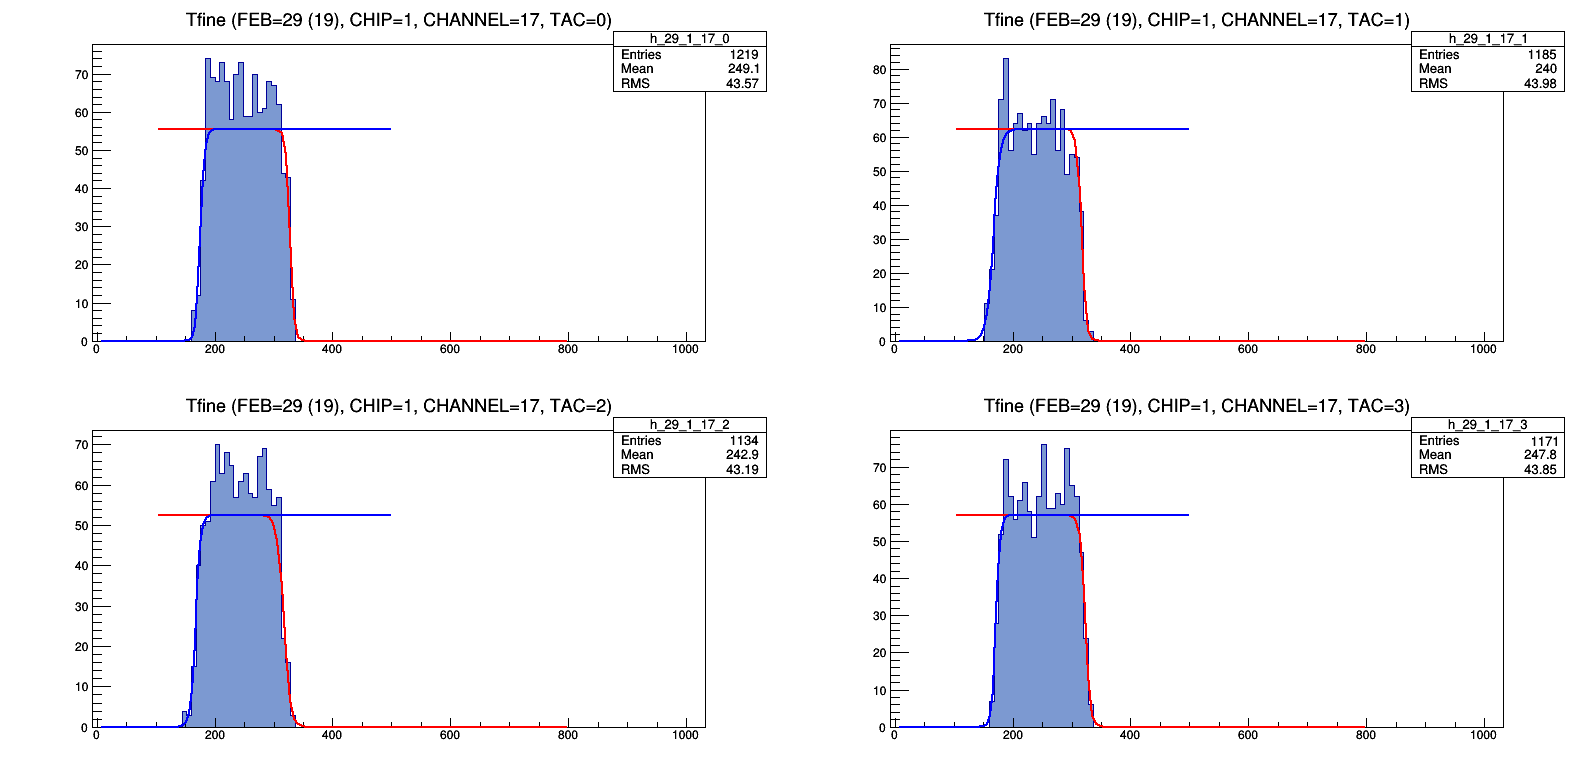 Tfine (FEB=29 (19), CHIP=1, CHANNEL=17, TAC=0)
h_29_1_17_0
Entries 1219
Mean 249.1
RMS 43.57
70
60
50
40
30
20
10
0
0 200 400 600 800 1000
Tfine (FEB=29 (19), CHIP=1, CHANNEL=17, TAC=1)
h_29_1_17_1
Entries 1185
Mean 240
RMS 43.98
80
70
60
50
40
30
20
10
0
0 200 400 600 800 1000
Tfine (FEB=29 (19), CHIP=1, CHANNEL=17, TAC=2)
h_29_1_17_2
Entries 1134
Mean 242.9
RMS 43.19
70
60
50
40
30
20
10
0
0 200 400 600 800 1000
Tfine (FEB=29 (19), CHIP=1, CHANNEL=17, TAC=3)
h_29_1_17_3
Entries 1171
Mean 247.8
RMS 43.85
70
60
50
40
30
20
10
0
0 200 400 600 800 1000